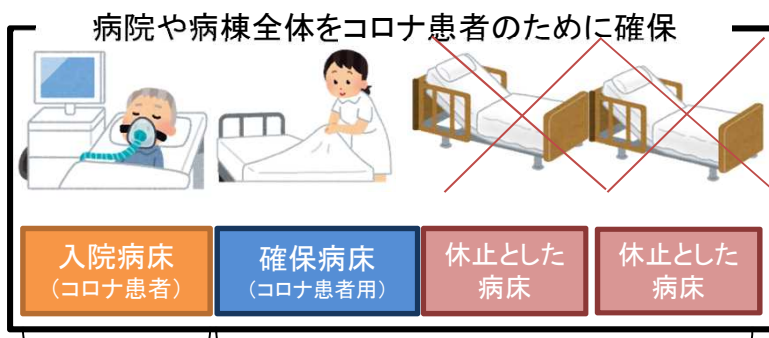 病院や病棟全体をコロナ患者のために確保
入院病床
（コロナ患者）
確保病床
（コロナ患者用）
休止とした
病床
休止とした
病床